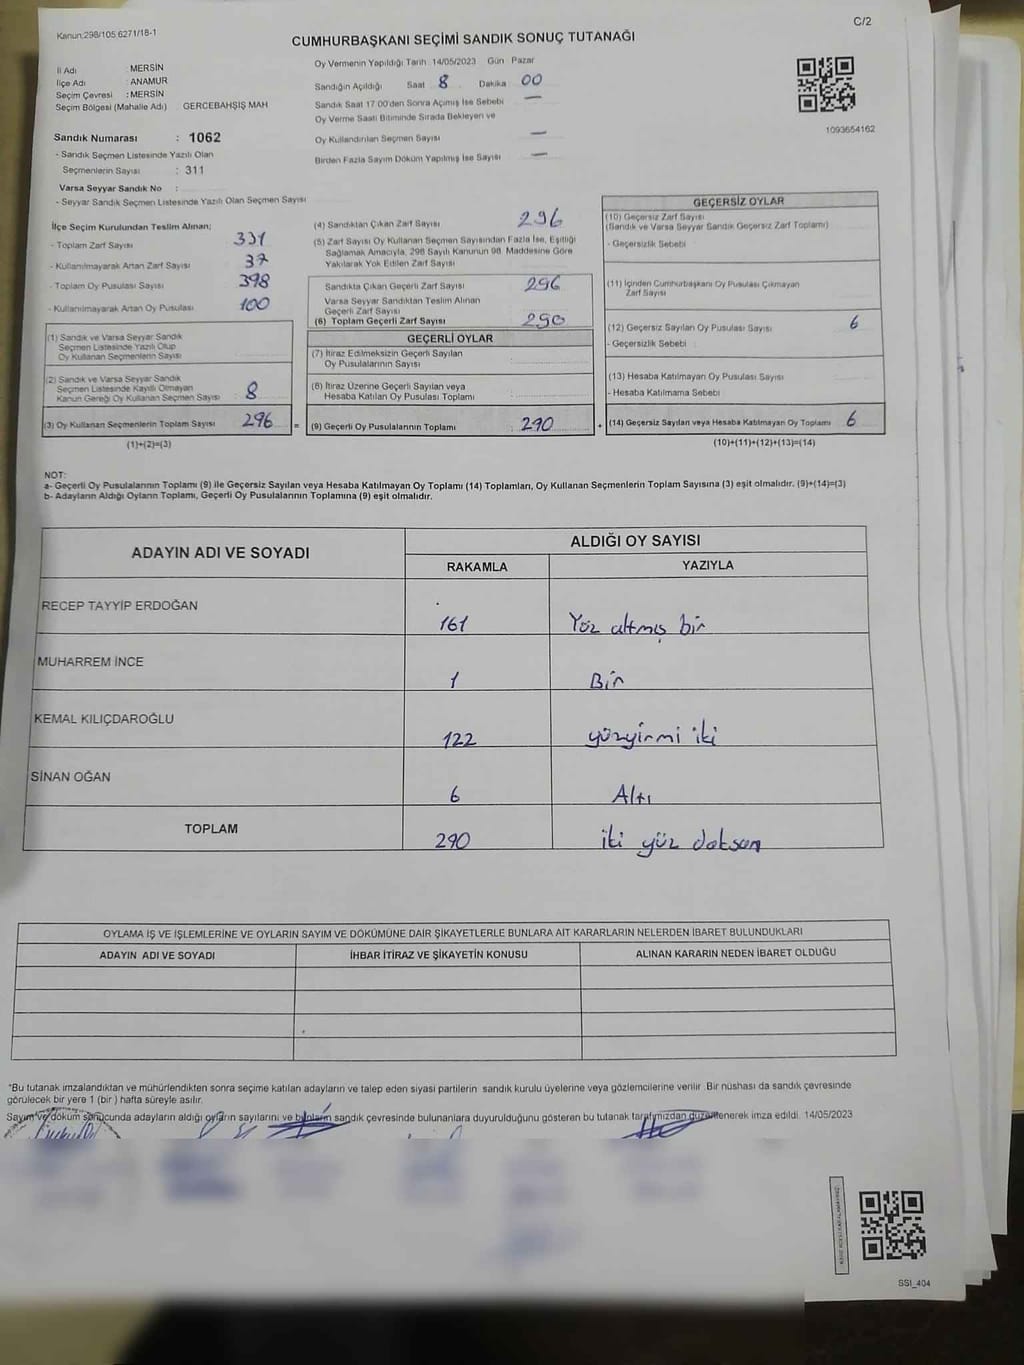 Kanun:298/105,6271/18-1
C/2
CUMHURBAŞKANI SEÇİMİ SANDIK SONUÇ TUTANAĞI
İl Adı : MERSİN
İlçe Adı : ANAMUR
Seçim Çevresi : MERSİN
Seçim Bölgesi (Mahalle Adı) GERCEBAHŞİŞ MAH
Sandık Numarası : 1062
- Sandık Seçmen Listesinde Yazılı Olan
Seçmenlerin Sayısı : 311
Varsa Seyyar Sandık No :
- Seyyar Sandık Seçmen Listesinde Yazılı Olan Seçmen Sayısı
Oy Vermenin Yapıldığı Tarih :14/05/2023 Gün Pazar
Sandığın Açıldığı Saat 8 Dakika 00
Sandık Saat 17:00'den Sonra Açımış İse Sebebi —
Oy Verme Saati Bitiminde Sırada Bekleyen ve
Oy Kullandırılan Seçmen Sayısı —
Birden Fazla Sayım Döküm Yapılmış İse Sayısı —
1093654162
İlçe Seçim Kurulundan Teslim Alınan;
- Toplam Zarf Sayısı 331
- Kullanılmayarak Artan Zarf Sayısı 37
- Toplam Oy Pusulası Sayısı 398
- Kullanılmayarak Artan Oy Pusulası 100
(1) Sandık ve Varsa Seyyar Sandık
Seçmen Listesinde Yazılı Olup
Oy Kullanan Seçmenlerin Sayısı
(2) Sandık ve Varsa Seyyar Sandık
Seçmen Listesinde Kayıtlı Olmayan
Kanun Gereği Oy Kullanan Seçmen Sayısı 8
(3) Oy Kullanan Seçmenlerin Toplam Sayısı 296 =
(1)+(2)=(3)
(4) Sandıktan Çıkan Zarf Sayısı 296
(5) Zarf Sayısı Oy Kullanan Seçmen Sayısından Fazla İse, Eşitliği
Sağlamak Amacıyla, 298 Sayılı Kanunun 98. Maddesine Göre
Yakılarak Yok Edilen Zarf Sayısı
Sandıkta Çıkan Geçerli Zarf Sayısı 296
Varsa Seyyar Sandıktan Teslim Alınan
Geçerli Zarf Sayısı
(6) Toplam Geçerli Zarf Sayısı 290
GEÇERLİ OYLAR
(7) İtiraz Edilmeksizin Geçerli Sayılan
Oy Pusulalarının Sayısı
(8) İtiraz Üzerine Geçerli Sayılan veya
Hesaba Katılan Oy Pusulası Toplamı
(9) Geçerli Oy Pusulalarının Toplamı : 290 +
GEÇERSİZ OYLAR
(10) Geçersiz Zarf Sayısı
(Sandık ve Varsa Seyyar Sandık Geçersiz Zarf Toplamı)
- Geçersizlik Sebebi
(11) İçinden Cumhurbaşkanı Oy Pusulası Çıkmayan
Zarf Sayısı
(12) Geçersiz Sayılan Oy Pusulası Sayısı 6
- Geçersizlik Sebebi
(13) Hesaba Katılmayan Oy Pusulası Sayısı
- Hesaba Katılmama Sebebi
(14) Geçersiz Sayılan veya Hesaba Katılmayan Oy Toplamı 6
(10)+(11)+(12)+(13)=(14)
NOT:
a- Geçerli Oy Pusulalarının Toplamı (9) ile Geçersiz Sayılan veya Hesaba Katılmayan Oy Toplamı (14) Toplamları, Oy Kullanan Seçmenlerin Toplam Sayısına (3) eşit olmalıdır. (9)+(14)=(3)
b- Adayların Aldığı Oyların Toplamı, Geçerli Oy Pusulalarının Toplamına (9) eşit olmalıdır.
ADAYIN ADI VE SOYADI
ALDIĞI OY SAYISI
RAKAMLA YAZIYLA
RECEP TAYYİP ERDOĞAN 161 Yüz altmış bir
MUHARREM İNCE 1 Bir
KEMAL KILIÇDAROĞLU 122 yüzyirmi iki
SİNAN OĞAN 6 Altı
TOPLAM 290 iki yüz doksan
OYLAMA İŞ VE İŞLEMLERİNE VE OYLARIN SAYIM VE DÖKÜMÜNE DAİR ŞİKAYETLERLE BUNLARA AİT KARARLARIN NELERDEN İBARET BULUNDUKLARI
ADAYIN ADI VE SOYADI İHBAR İTİRAZ VE ŞİKAYETİN KONUSU ALINAN KARARIN NEDEN İBARET OLDUĞU
*Bu tutanak imzalandıktan ve mühürlendikten sonra seçime katılan adayların ve talep eden siyasi partilerin sandık kurulu üyelerine veya gözlemcilerine verilir. Bir nüshası da sandık çevresinde
görülecek bir yere 1 (bir ) hafta süreyle asılır.
Sayım ve döküm sonucunda adayların aldığı oyların sayılarını ve bunların sandık çevresinde bulunanlara duyurulduğunu gösteren bu tutanak tarafımızdan düzenlenerek imza edildi. 14/05/2023
SSI_404